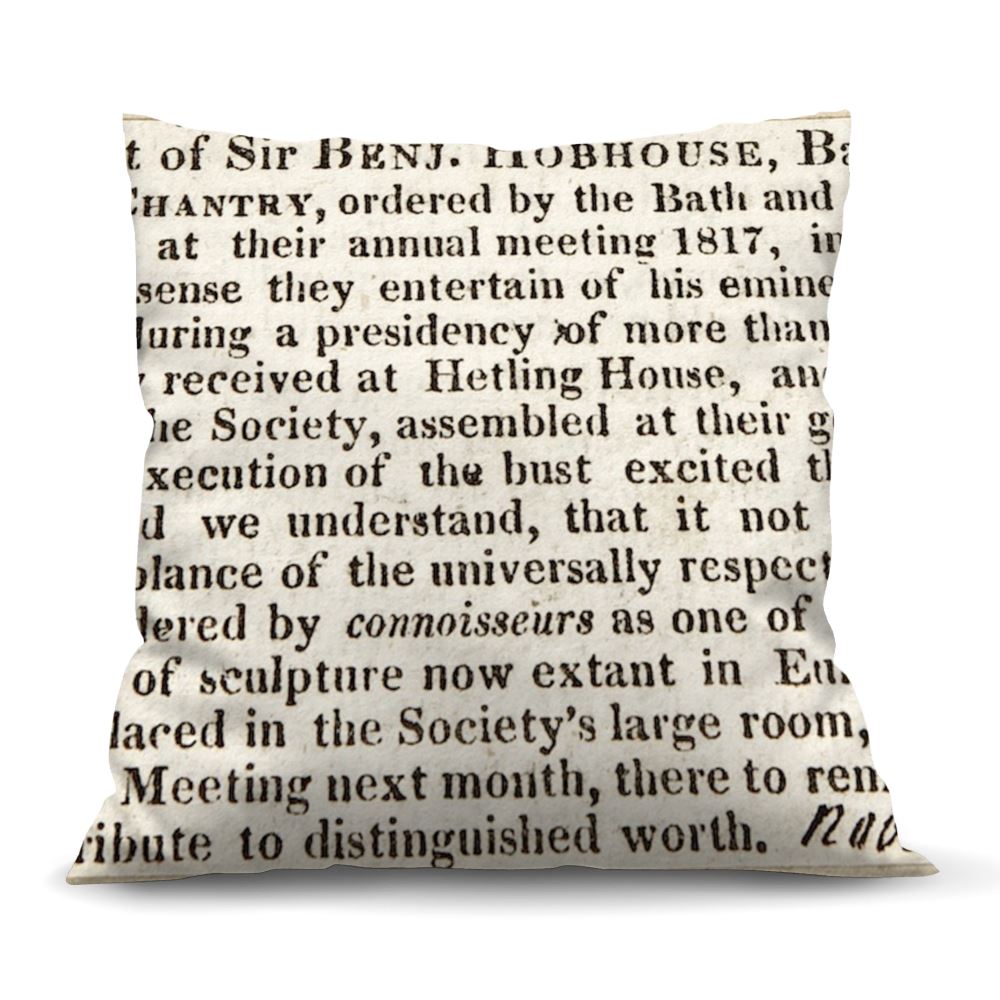 t of Sir BENJ. HOBHOUSE, Ba
CHANTRY, ordered by the Bath and
at their annual meeting 1817, in
sense they entertain of his emine
during a presidency of more than
received at Hetling House, an
he Society, assembled at their g
xecution of the bust excited th
d we understand, that it not
blance of the universally respect
dered by connoisseurs as one of
of sculpture now extant in Eu
laced in the Society's large room,
Meeting next month, there to rem
ribute to distinguished worth.